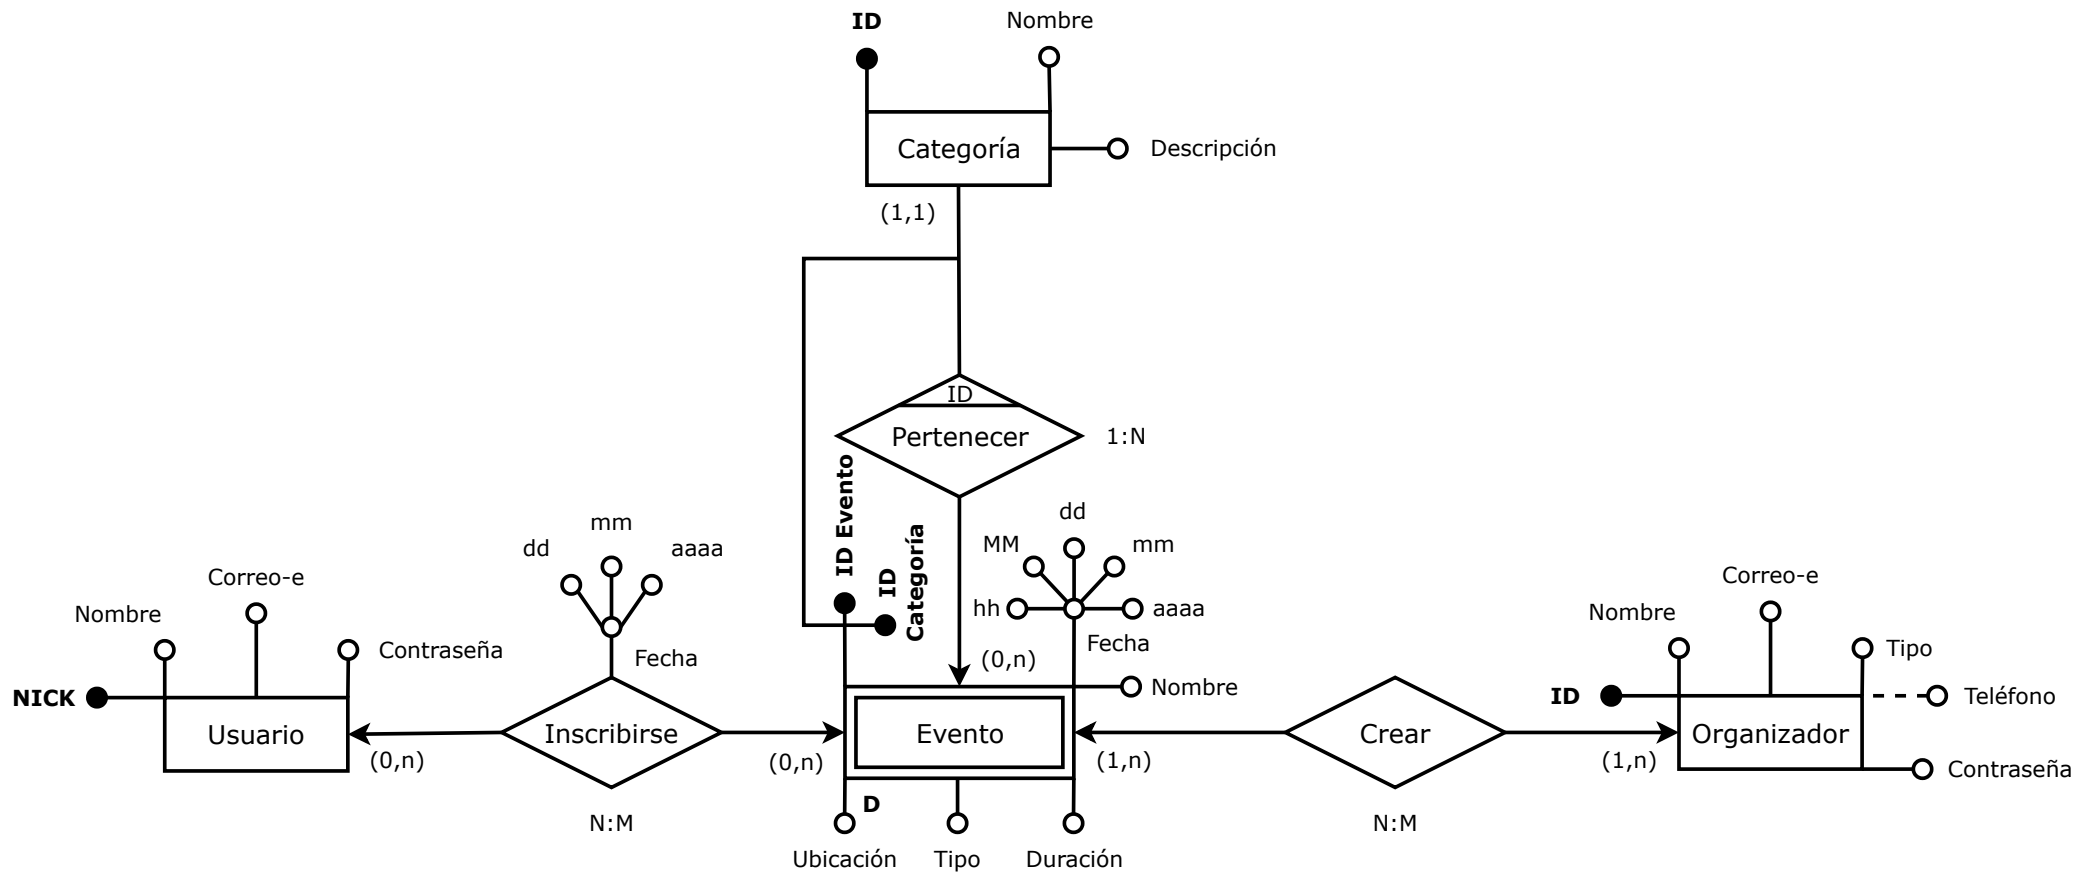 ID
Nombre
Categoría
Descripción
(1,1)
ID
Pertenecer
1:N
ID Evento
ID
Categoría
dd
MM
mm
hh
aaaa
Fecha
mm
dd
aaaa
Fecha
Correo-e
Nombre
Contraseña
NICK
Usuario
(0,n)
Inscribirse
N:M
(0,n)
(0,n)
Nombre
Evento
(1,n)
D
Ubicación
Tipo
Duración
Crear
N:M
(1,n)
Correo-e
Nombre
Tipo
ID
Teléfono
Organizador
Contraseña